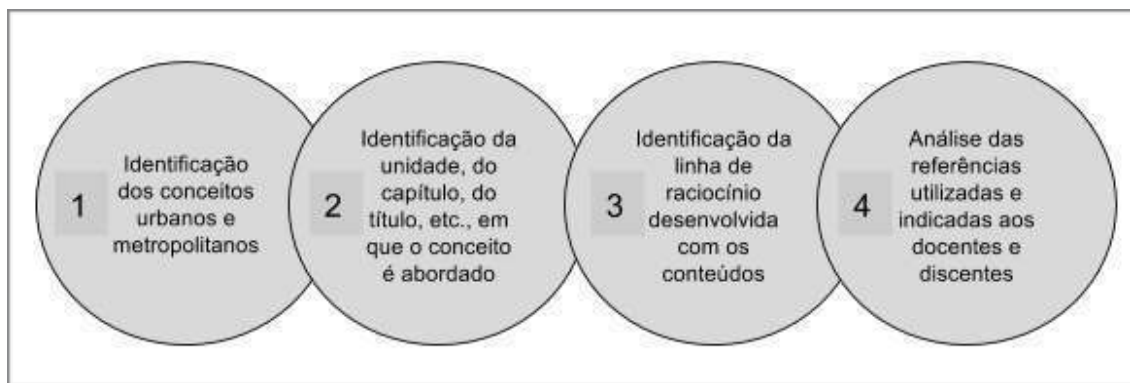 1
Identificação
dos conceitos
urbanos e
metropolitanos
2
Identificação da
unidade, do
capítulo, do
título, etc., em
que o conceito
é abordado
3
Identificação da
linha de
raciocínio
desenvolvida
com os
conteúdos
4
Análise das
referências
utilizadas e
indicadas aos
docentes e
discentes